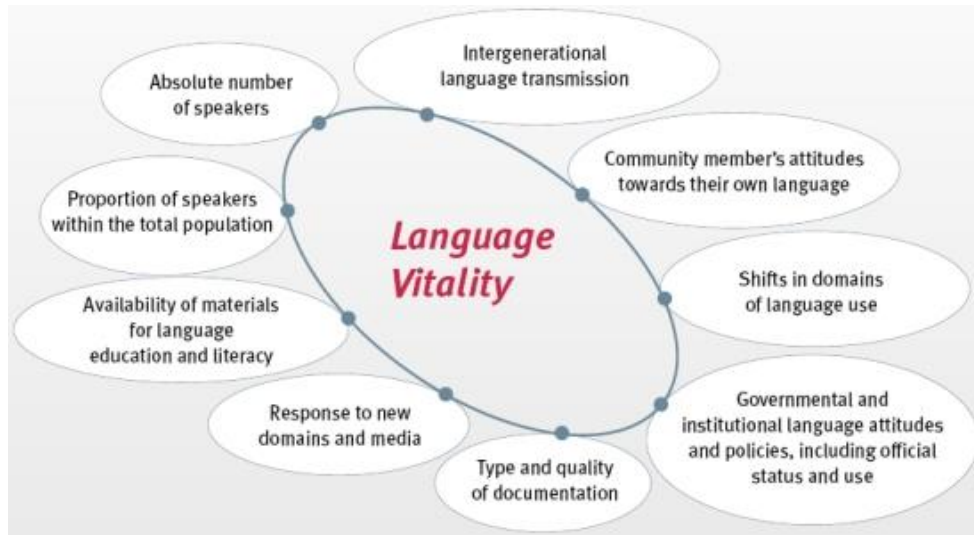 Intergenerational
language transmission
Absolute number
of speakers
Community member's attitudes
towards their own language
Proportion of speakers
within the total population
Language
Vitality
Shifts in domains
of language use
Availability of materials
for language
education and literacy
Governmental and
institutional language attitudes
and policies, including official
status and use
Response to new
domains and media
Type and quality
of documentation